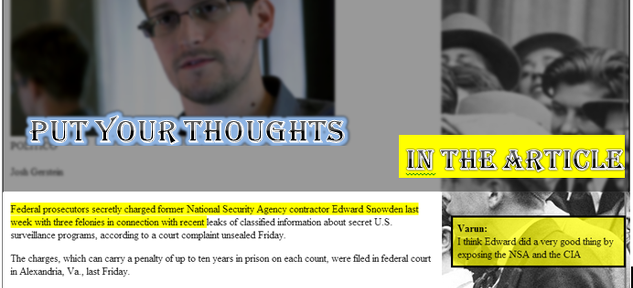 PUT YOUR THOUGHTS
POLITICO
IN THE ARTICLE
Josh Gerstein
Federal prosecutors secretly charged former National Security Agency contractor Edward Snowden last
week with three felonies in connection with recent leaks of classified information about secret U.S.
surveillance programs, according to a court complaint unsealed Friday.
Varun:
I think Edward did a very good thing by
exposing the NSA and the CIA
The charges, which can carry a penalty of up to ten years in prison on each count, were filed in federal court
in Alexandria, Va., last Friday.